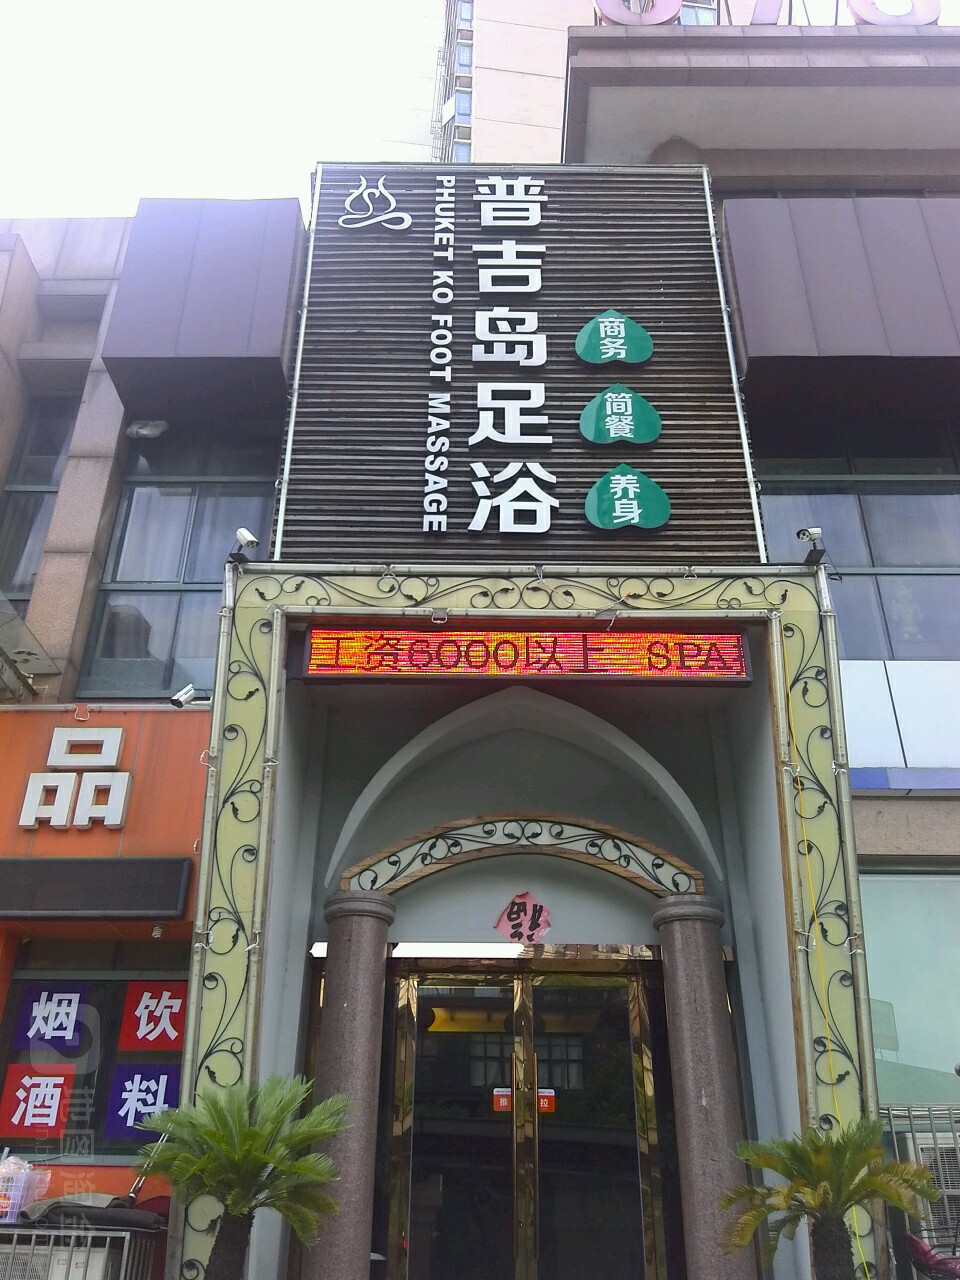 普吉岛足浴
PHUKET KO FOOT MASSAGE
商务
简餐
养身
工资6000以上 SPA
品
烟
饮
酒
料
福
推
拉